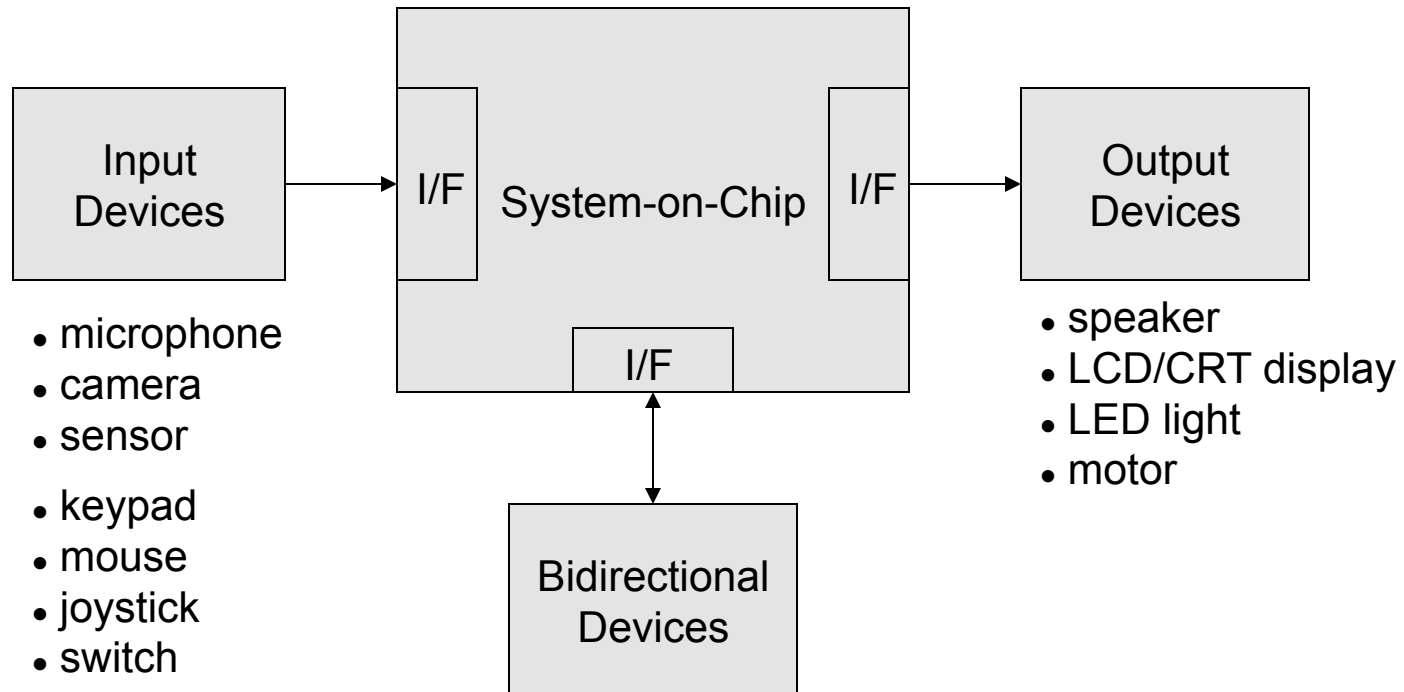 Input
Devices
I/F
System-on-Chip
I/F
Output
Devices
I/F
Bidirectional
Devices
• microphone
• camera
• sensor
• keypad
• mouse
• joystick
• switch
• speaker
• LCD/CRT display
• LED light
• motor